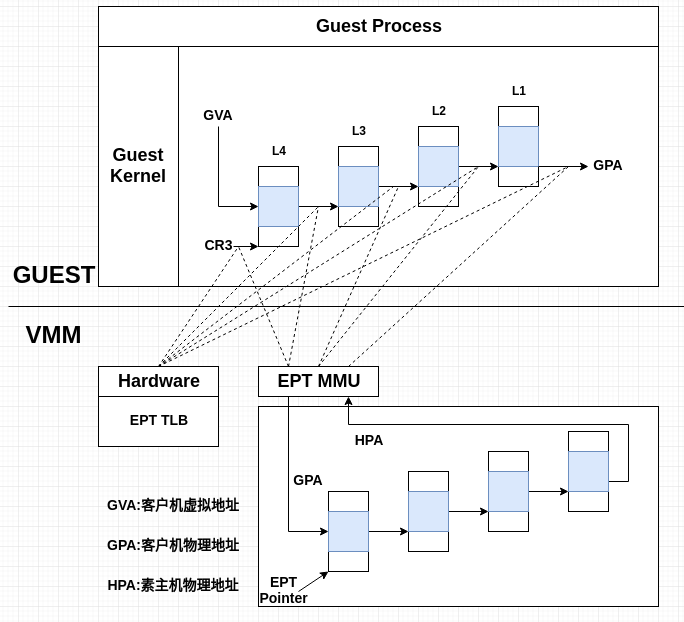 Guest Process
L1
L2
GVA
L3
L4
Guest
Kernel
GPA
CR3
GUEST
VMM
Hardware
EPT MMU
EPT TLB
HPA
GPA
GVA:客户机虚拟地址
GPA:客户机物理地址
HPA:素主机物理地址
EPT
Pointer